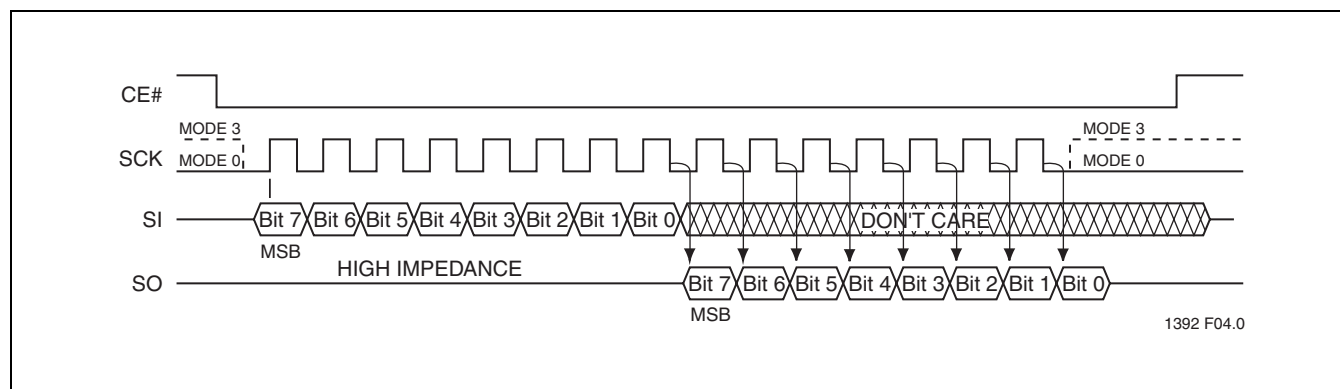 CE#
MODE 3
MODE 3
SCK
MODE 0
MODE 0
SI
Bit 7 Bit 6 Bit 5 Bit 4 Bit 3 Bit 2 Bit 1 Bit 0
DON'T CARE
MSB
HIGH IMPEDANCE
SO
Bit 7 Bit 6 Bit 5 Bit 4 Bit 3 Bit 2 Bit 1 Bit 0
MSB
1392 F04.0